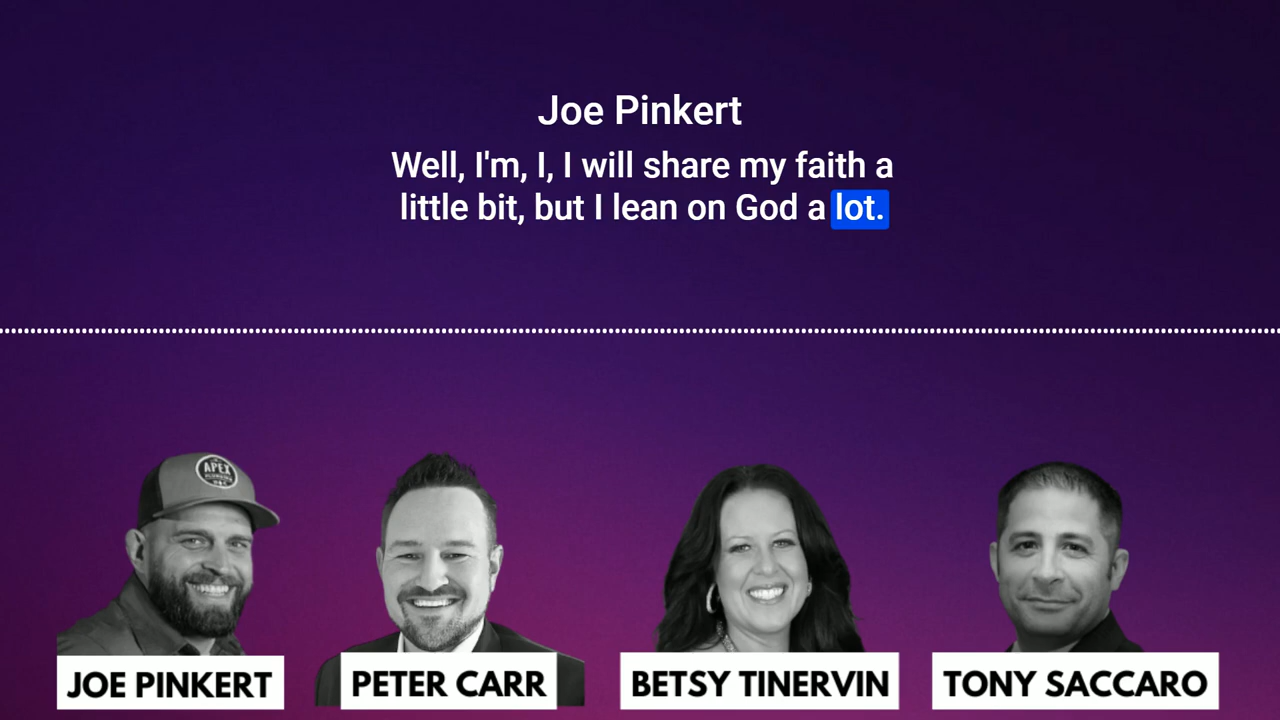 Joe Pinkert
Well, I'm, I, I will share my faith a
little bit, but I lean on God a lot.
APEX
JOE PINKERT
PETER CARR
BETSY TINERVIN
TONY SACCARO